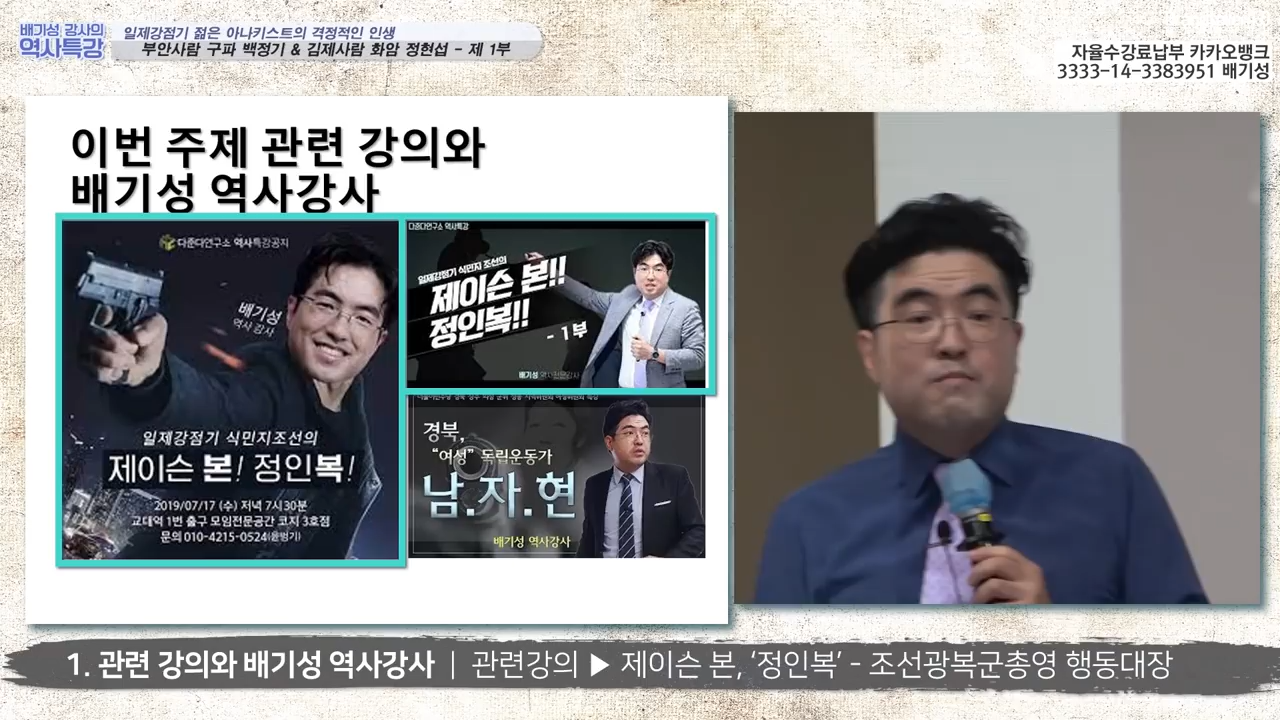 배기성 강사의
역사특강
일제강점기 젊은 아나키스트의 격정적인 인생
부안사람 구파 백정기 & 김제사람 화암 정현섭 - 제 1부
자율수강료납부 카카오뱅크
3333-14-3383951 배기성
이번 주제 관련 강의와
배기성 역사강사
다준다연구소 역사특강공지
배기성
역사 강사
일제강점기 식민지조선의
제이슨 본! 정인복!
2019/07/17 (수) 저녁 7시 30분
교대역 1번 출구 모임전문공간 코지 3호점
문의 010-4215-0524(윤범기)
다준다연구소 역사특강
일제강점기 식민지 조선의
제이슨 본!!
정인복!!
- 1부
배기성 역사전문강사
경북,
“여성” 독립운동가
남.자.현
배기성 역사강사
1. 관련 강의와 배기성 역사강사 | 관련강의 ▶ 제이슨 본, ‘정인복’ - 조선광복군총영 행동대장